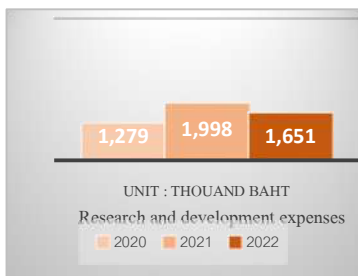 1,279 1,998 1,651
UNIT : THOUAND BAHT
Research and development expenses
2020 2021 2022